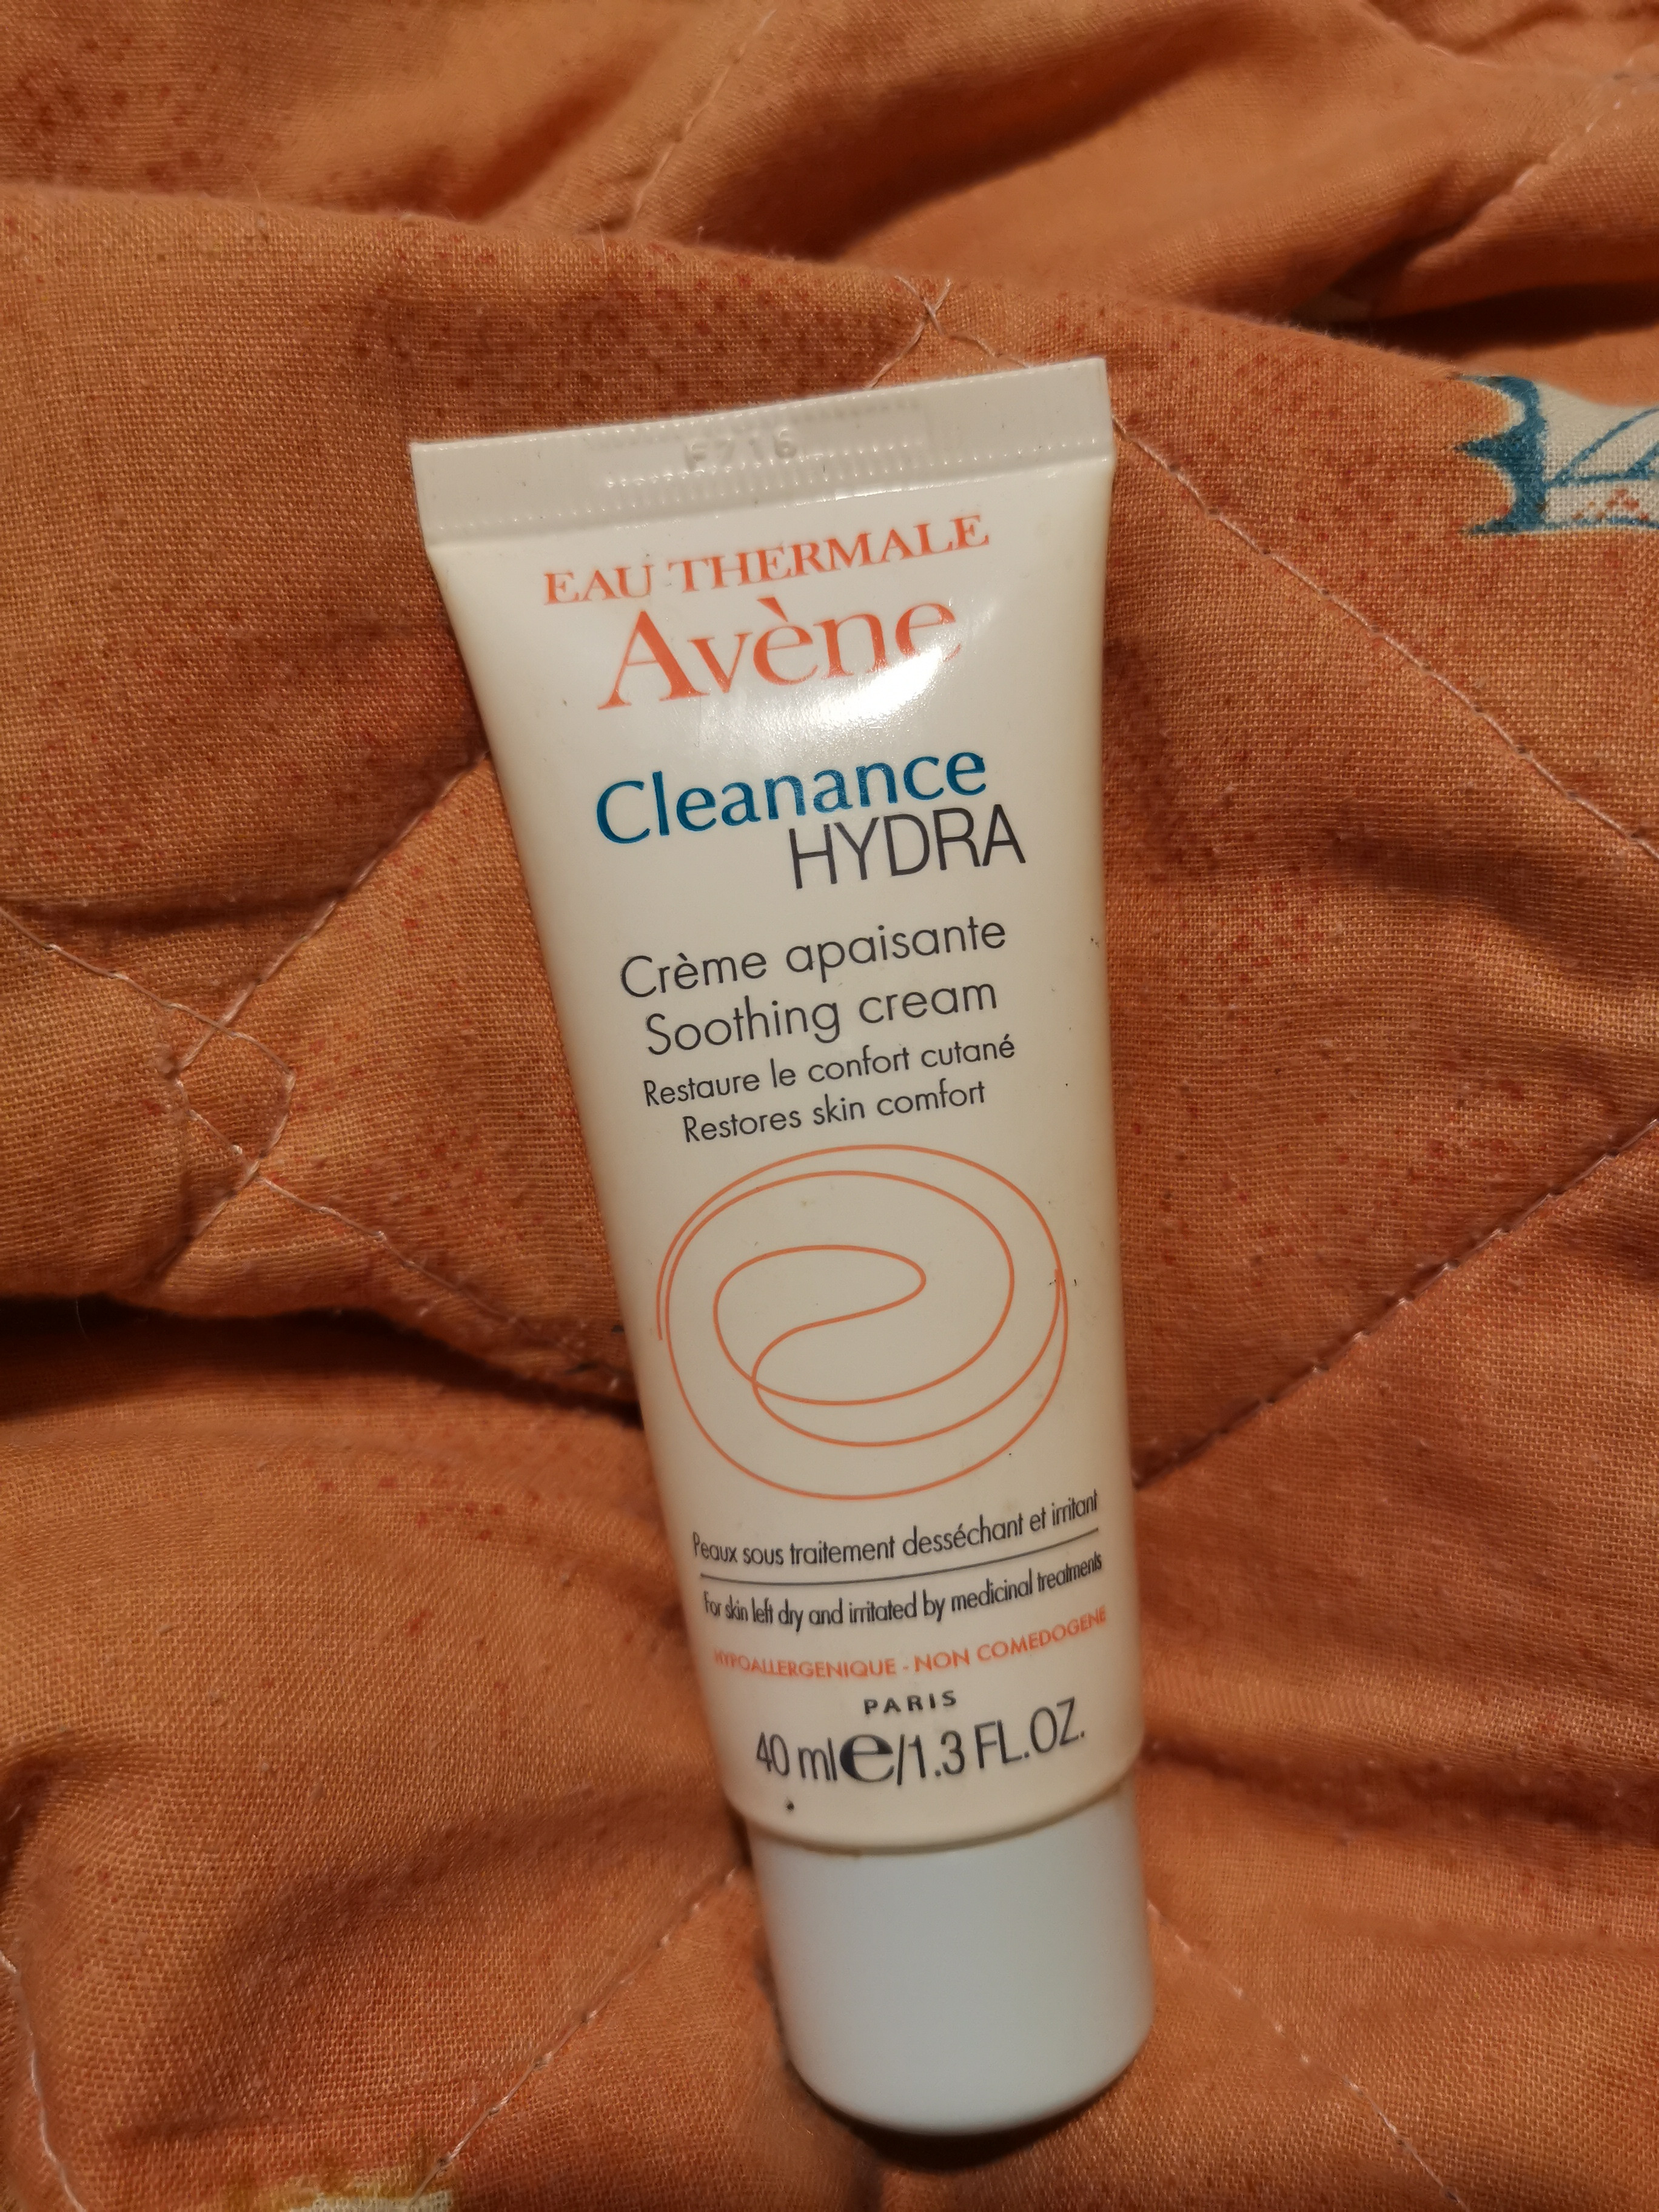 EAU THERMALE
Avène
Cleanance
HYDRA
Crème apaisante
Soothing cream
Restaure le confort cutané
Restores skin comfort
Peaux sous traitement desséchant et irritant
For skin left dry and irritated by medicinal treatments
HYPOALLERGENIQUE - NON COMEDOGENE
PARIS
40 ml e/1.3 FL.OZ.